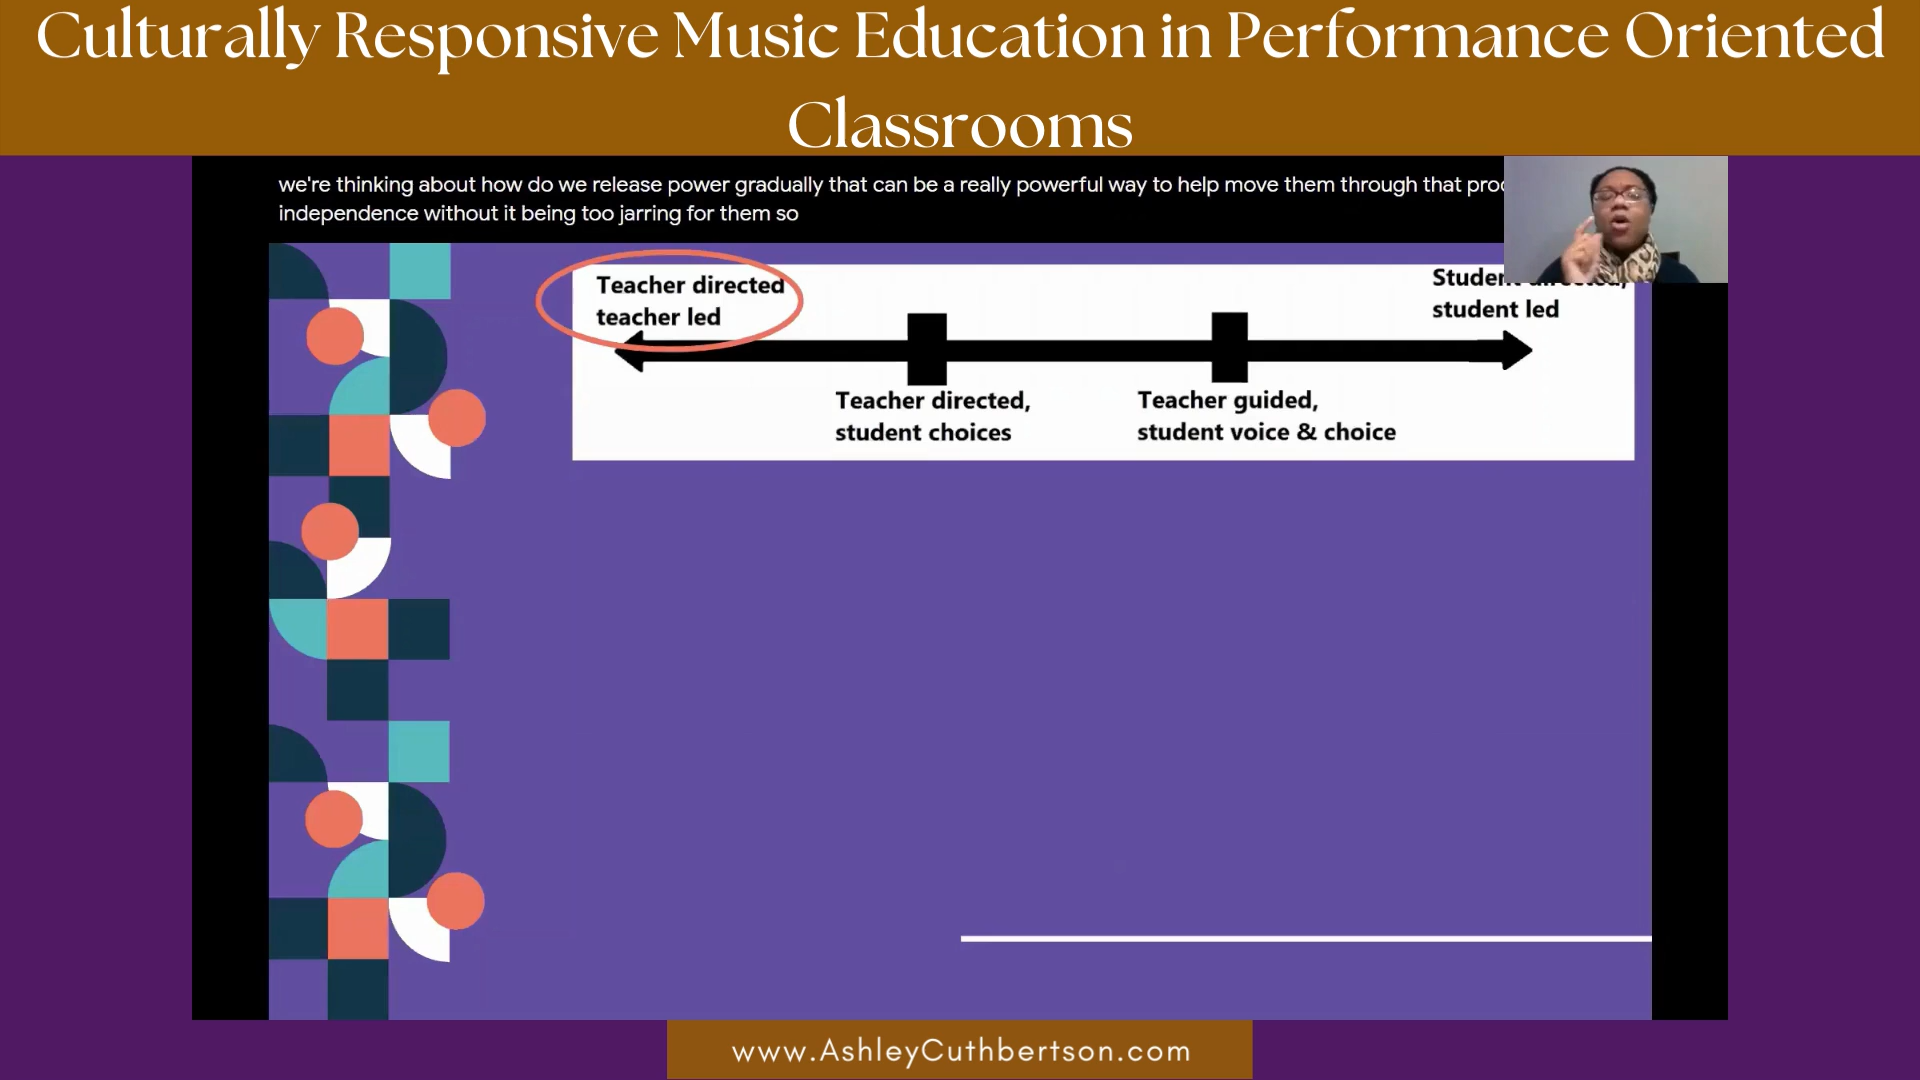 Culturally Responsive Music Education in Performance Oriented
Classrooms
we're thinking about how do we release power gradually that can be a really powerful way to help move them through that
independence without it being too jarring for them so
Teacher directed
teacher led
Student directed,
student led
Teacher directed,
student choices
Teacher guided,
student voice & choice
www.AshleyCuthbertson.com